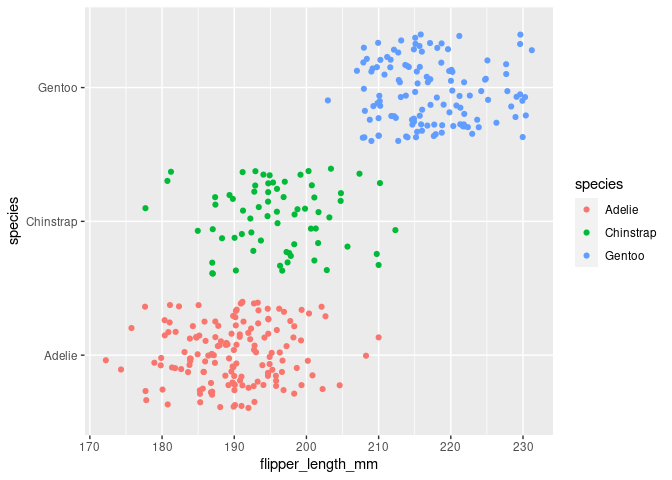 species
Gentoo
Chinstrap
Adelie
170 180 190 200 210 220 230
flipper_length_mm
species
Adelie
Chinstrap
Gentoo